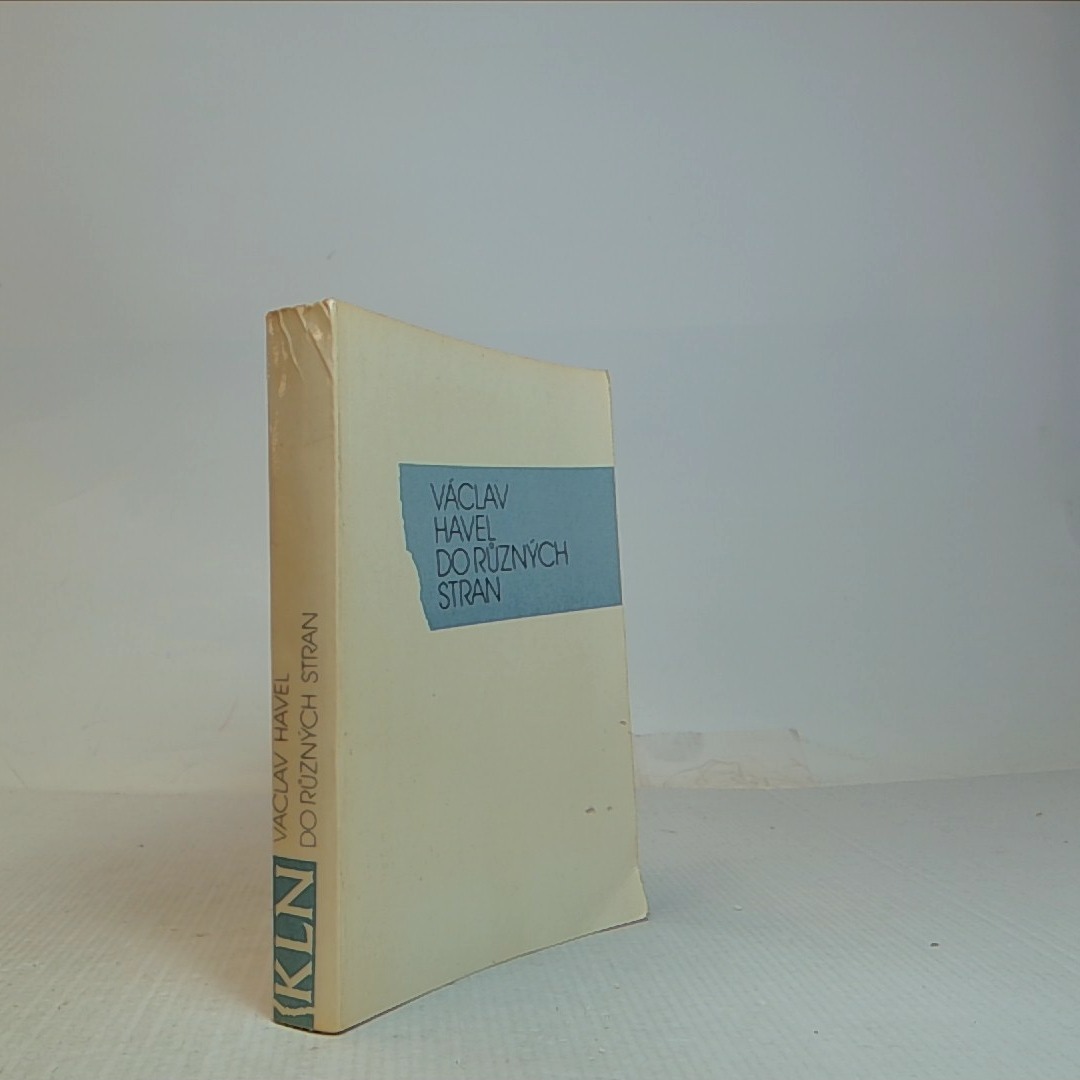 VÁCLAV
HAVEL
DO RŮZNÝCH
STRAN
VÁCLAV HAVEL
DO RŮZNÝCH STRAN
KLN